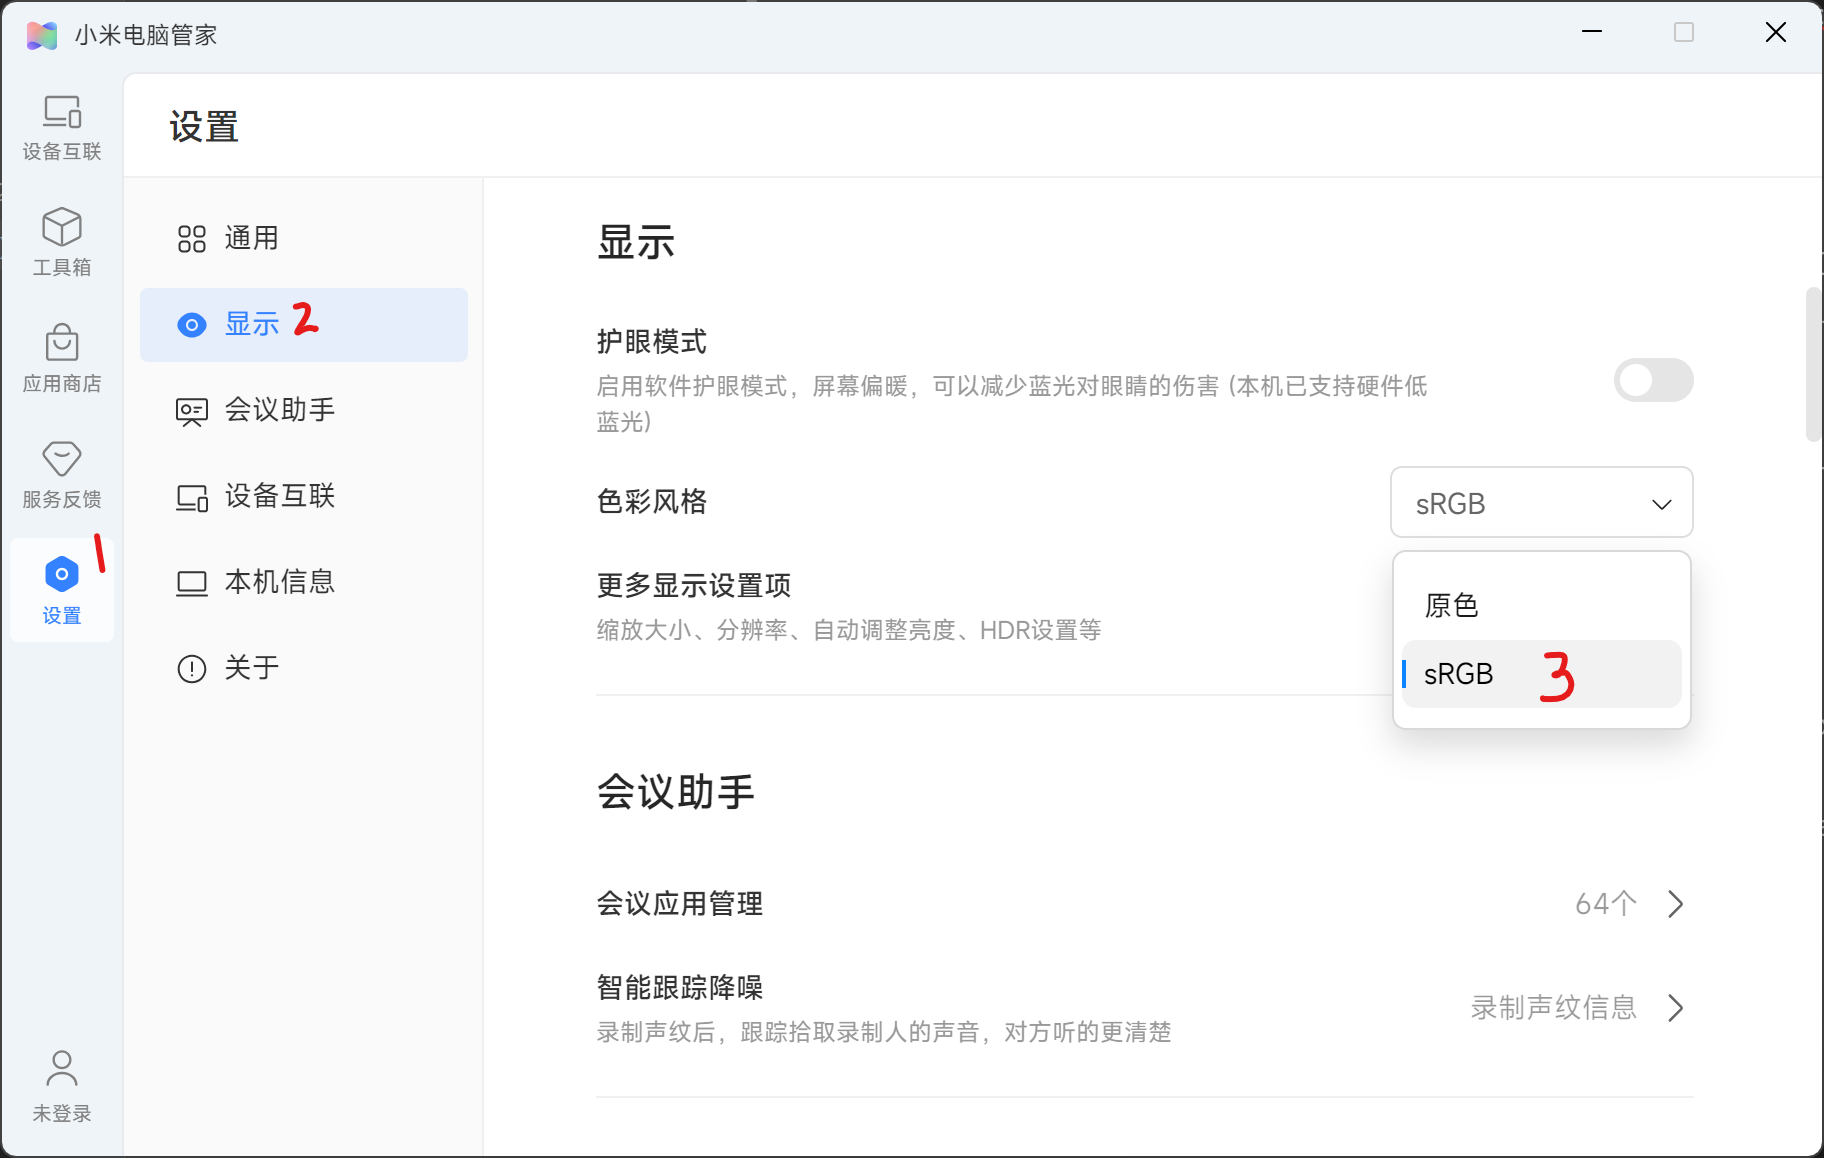 小米电脑管家
设备互联
工具箱
应用商店
服务反馈
1
设置
未登录
设置
通用
显示 2
会议助手
设备互联
本机信息
关于
显示
护眼模式
启用软件护眼模式，屏幕偏暖，可以减少蓝光对眼睛的伤害 (本机已支持硬件低
蓝光)
色彩风格
sRGB
原色
sRGB 3
更多显示设置项
缩放大小、分辨率、自动调整亮度、HDR设置等
会议助手
会议应用管理
64个
智能跟踪降噪
录制声纹后，跟踪拾取录制人的声音，对方听的更清楚
录制声纹信息